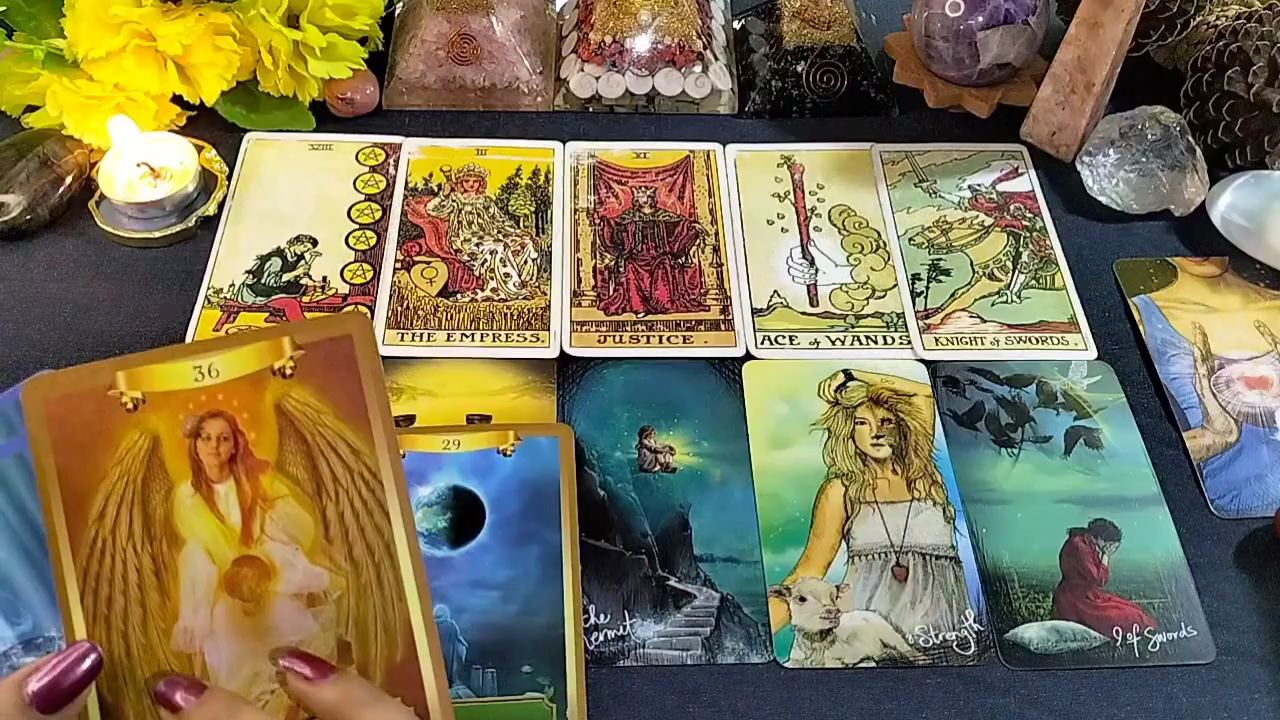 VIII
III
XI
THE EMPRESS.
JUSTICE .
ACE of WANDS
KNIGHT of SWORDS.
36
29
The Hermit
Strength
9 of Swords